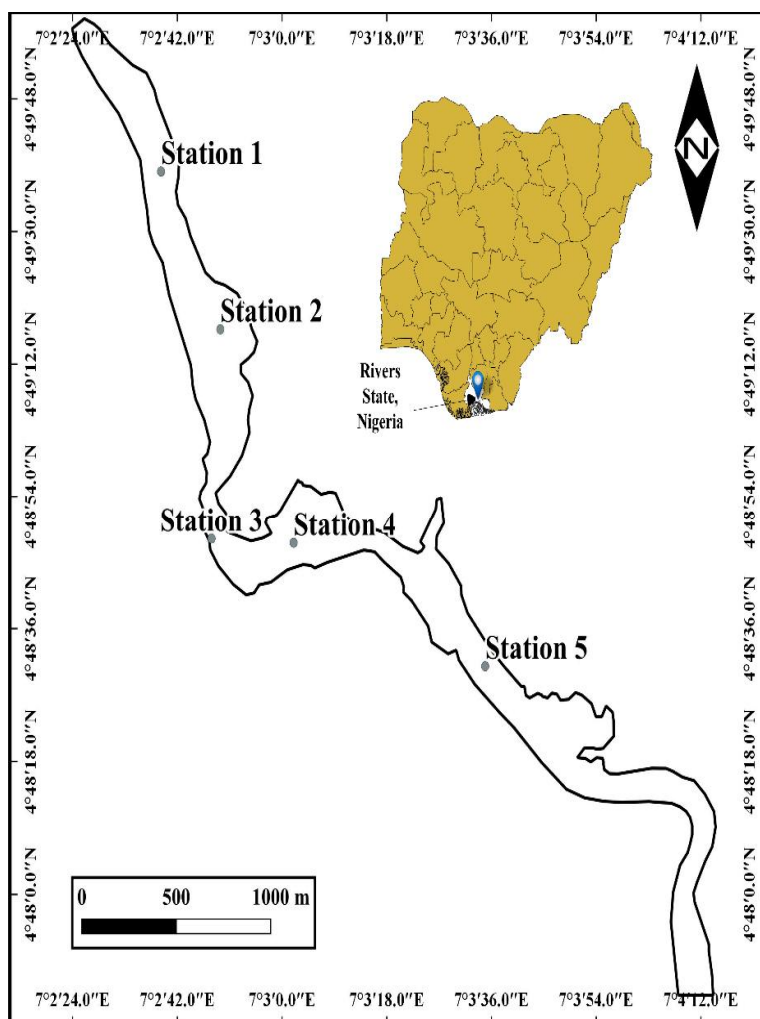 7°2'24.0"E 7°2'42.0"E 7°3'0.0"E 7°3'18.0"E 7°3'36.0"E 7°3'54.0"E 7°4'12.0"E
4°49'48.0"N
4°49'48.0"N
N
Station 1
4°49'30.0"N
4°49'30.0"N
Station 2
4°49'12.0"N
4°49'12.0"N
Rivers
State,
Nigeria
4°48'54.0"N
4°48'54.0"N
Station 3
Station 4
4°48'36.0"N
4°48'36.0"N
Station 5
4°48'18.0"N
4°48'18.0"N
0 500 1000 m
4°48'0.0"N
4°48'0.0"N
7°2'24.0"E 7°2'42.0"E 7°3'0.0"E 7°3'18.0"E 7°3'36.0"E 7°3'54.0"E 7°4'12.0"E